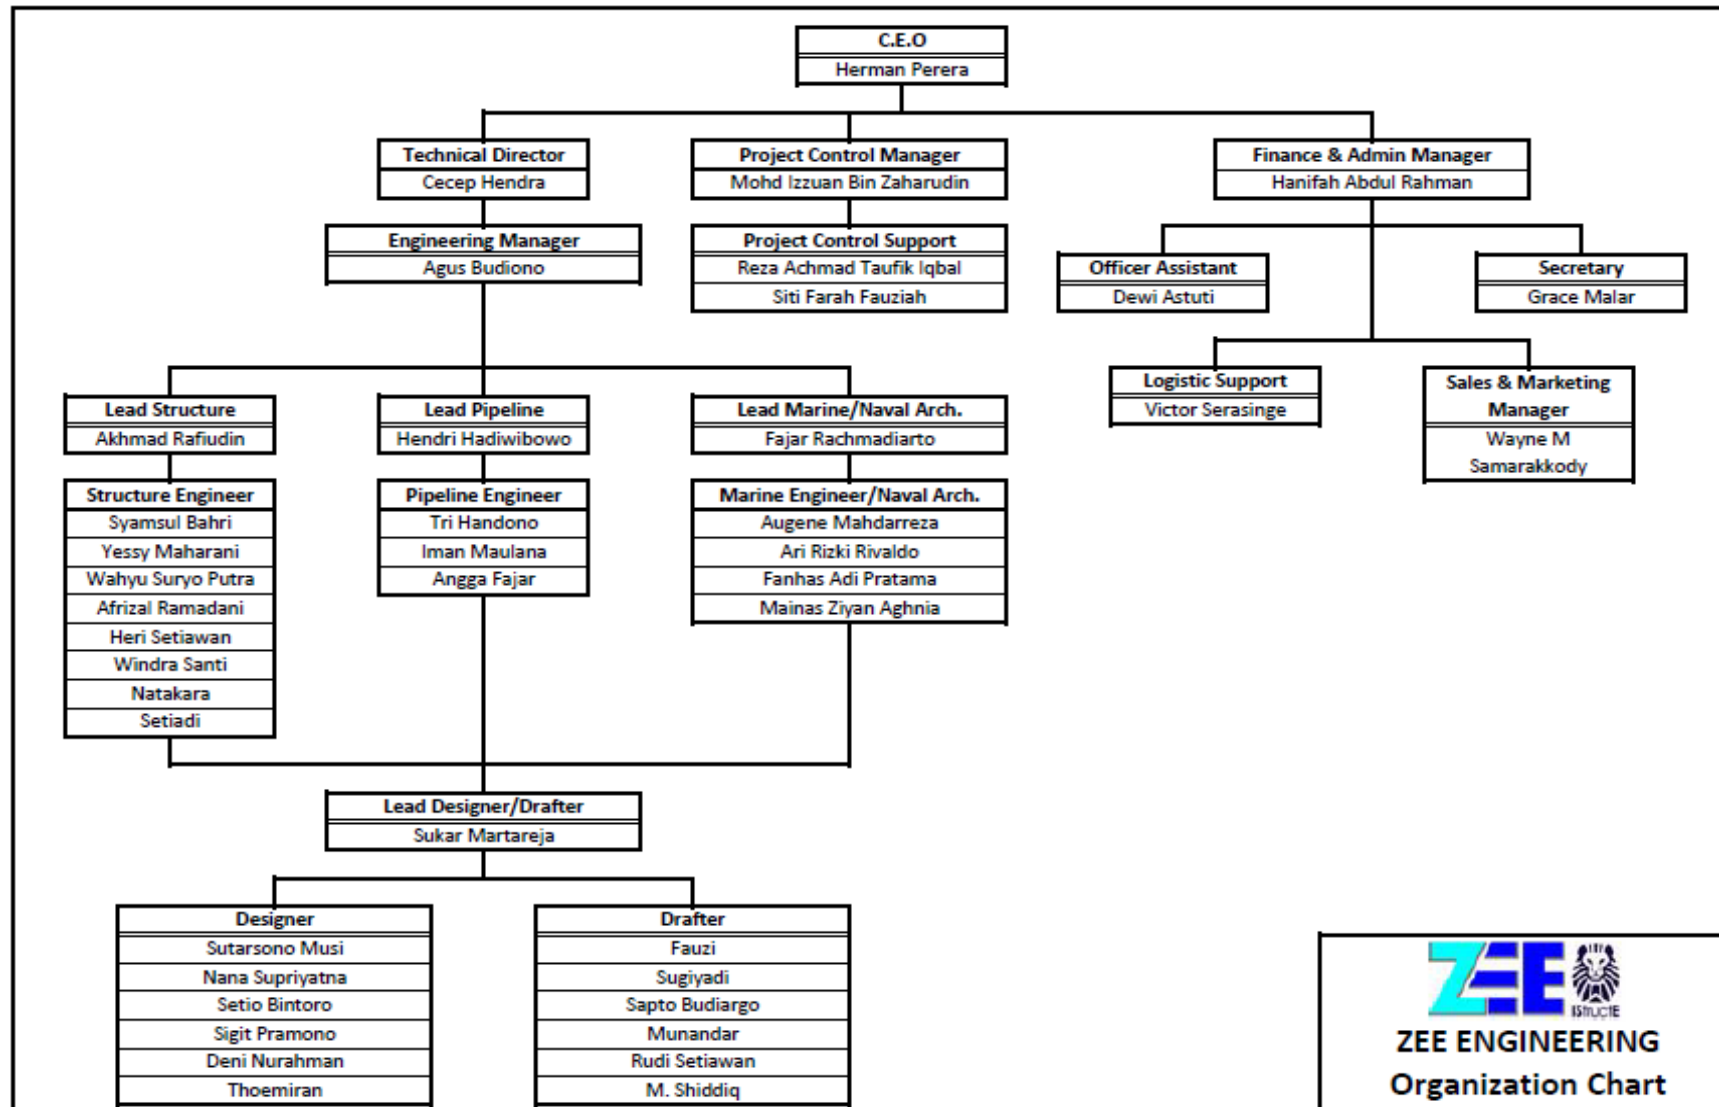 C.E.O
Herman Perera
Technical Director
Cecep Hendra
Project Control Manager
Mohd Izzuan Bin Zaharudin
Finance & Admin Manager
Hanifah Abdul Rahman
Engineering Manager
Agus Budiono
Project Control Support
Reza Achmad Taufik Iqbal
Siti Farah Fauziah
Officer Assistant
Dewi Astuti
Secretary
Grace Malar
Lead Structure
Akhmad Rafiudin
Lead Pipeline
Hendri Hadiwibowo
Lead Marine/Naval Arch.
Fajar Rachmadiarto
Logistic Support
Victor Serasinge
Sales & Marketing
Manager
Wayne M
Samarakkody
Structure Engineer
Syamsul Bahri
Yessy Maharani
Wahyu Suryo Putra
Afrizal Ramadani
Heri Setiawan
Windra Santi
Natakara
Setiadi
Pipeline Engineer
Tri Handono
Iman Maulana
Angga Fajar
Marine Engineer/Naval Arch.
Augene Mahdarreza
Ari Rizki Rivaldo
Fanhas Adi Pratama
Mainas Ziyan Aghnia
Lead Designer/Drafter
Sukar Martareja
Designer
Sutarsono Musi
Nana Supriyatna
Setio Bintoro
Sigit Pramono
Deni Nurahman
Thoemiran
Drafter
Fauzi
Sugiyadi
Sapto Budiargo
Munandar
Rudi Setiawan
M. Shiddiq
ZEE
IStructE
ZEE ENGINEERING
Organization Chart